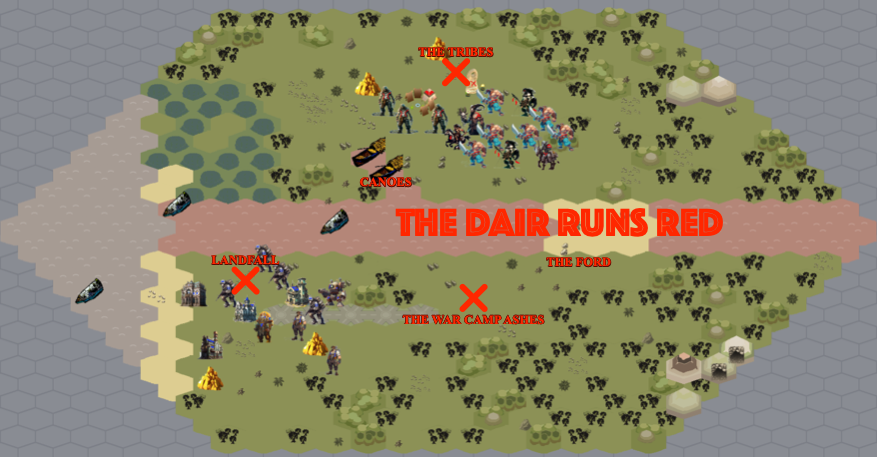 THE TRIBES
CANOES
THE DAIR RUNS RED
LANDFALL
THE FORD
THE WAR CAMP ASHES